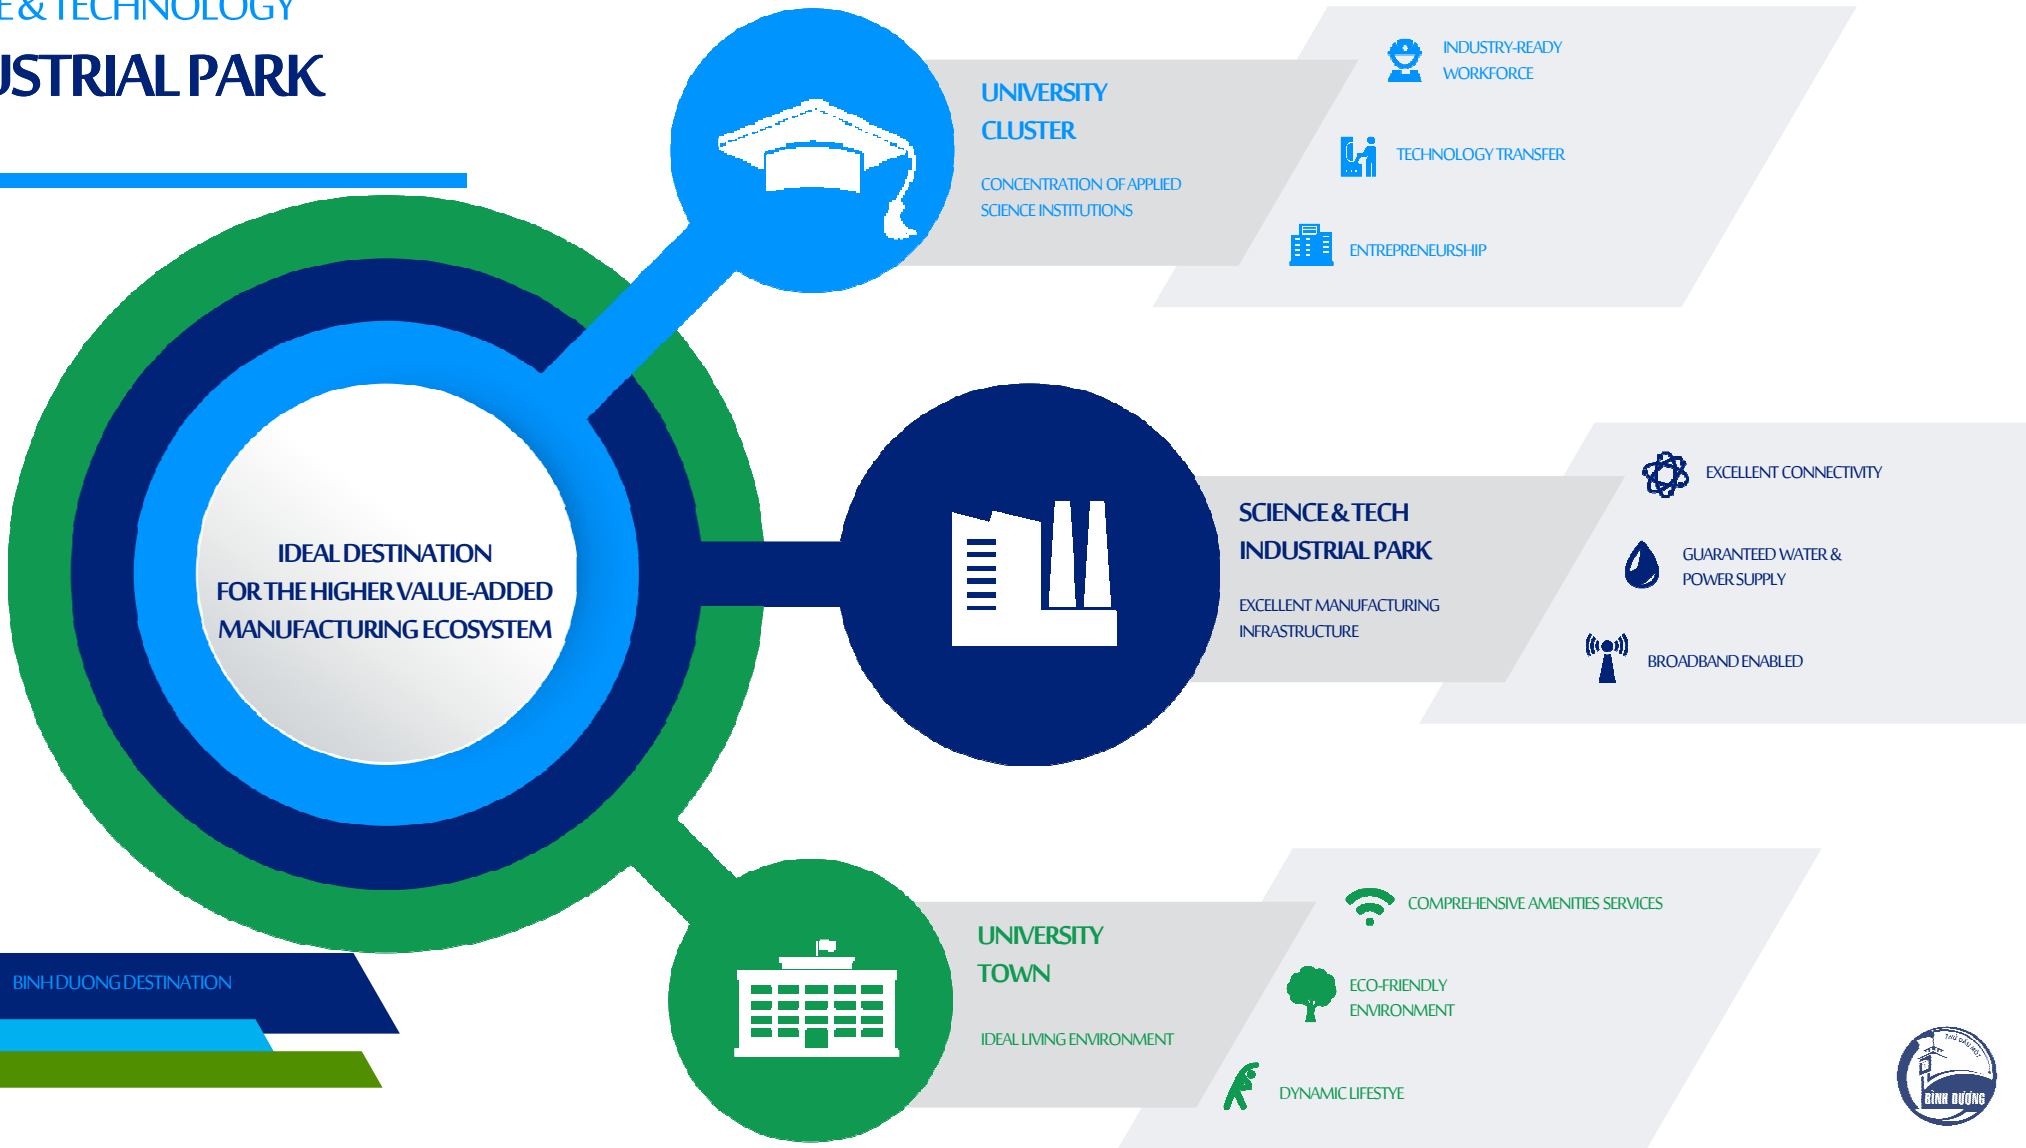 E & TECHNOLOGY
USTRIAL PARK
UNIVERSITY
CLUSTER
CONCENTRATION OF APPLIED
SCIENCE INSTITUTIONS
INDUSTRY-READY
WORKFORCE
TECHNOLOGY TRANSFER
ENTREPRENEURSHIP
IDEAL DESTINATION
FOR THE HIGHER VALUE-ADDED
MANUFACTURING ECOSYSTEM
SCIENCE & TECH
INDUSTRIAL PARK
EXCELLENT MANUFACTURING
INFRASTRUCTURE
EXCELLENT CONNECTIVITY
GUARANTEED WATER &
POWER SUPPLY
BROADBAND ENABLED
UNIVERSITY
TOWN
IDEAL LIVING ENVIRONMENT
COMPREHENSIVE AMENITIES SERVICES
ECO-FRIENDLY
ENVIRONMENT
DYNAMIC LIFESTYE
BINH DUONG DESTINATION
THỦ DẦU MỘT
BÌNH DƯƠNG